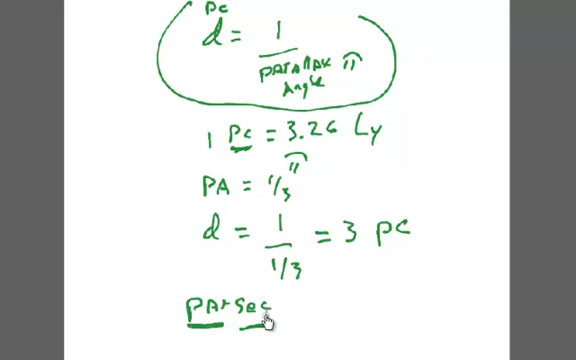 pc
d = 1
Parallax "
Angle
1 pc = 3.26 Ly
PA = 1/3 "
d = 1 = 3 pc
1/3
PArSec